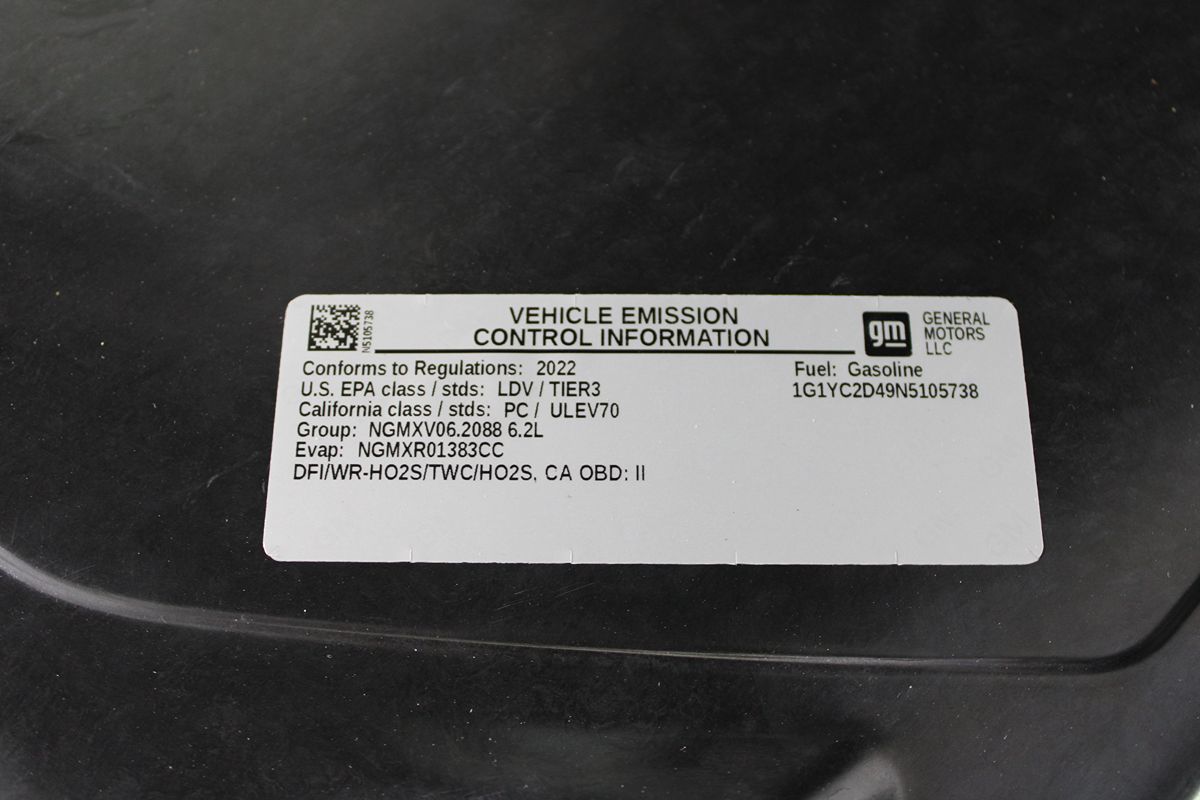 N5105738
VEHICLE EMISSION
CONTROL INFORMATION
gm
GENERAL
MOTORS
LLC
Conforms to Regulations: 2022
U.S. EPA class / stds: LDV / TIER3
California class / stds: PC / ULEV70
Group: NGMXV06.2088 6.2L
Evap: NGMXR01383CC
DFI/WR-HO2S/TWC/HO2S, CA OBD: II
Fuel: Gasoline
1G1YC2D49N5105738